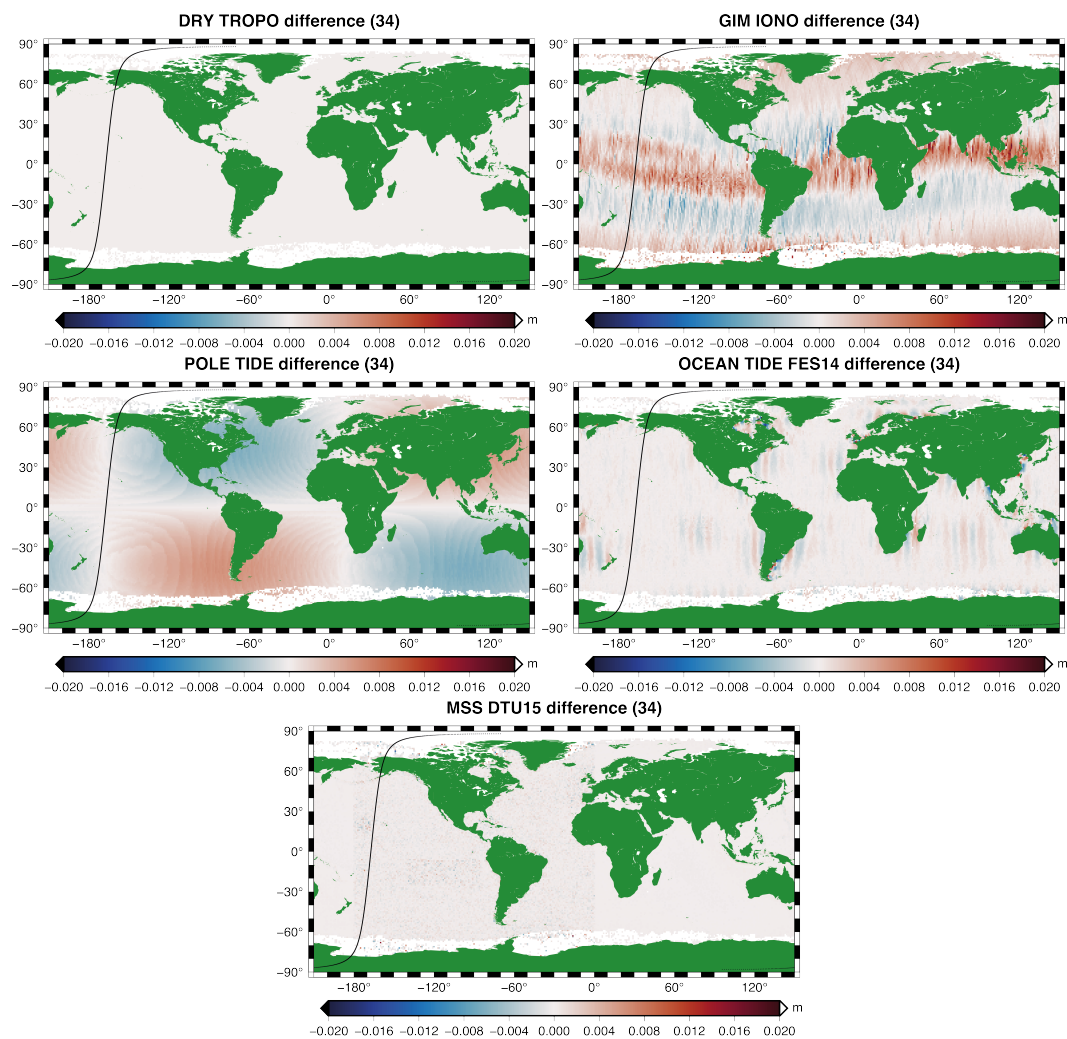 DRY TROPO difference (34)
90°
60°
30°
0°
−30°
−60°
−90°
−180° −120° −60° 0° 60° 120°
m
−0.020 −0.016 −0.012 −0.008 −0.004 0.000 0.004 0.008 0.012 0.016 0.020
GIM IONO difference (34)
90°
60°
30°
0°
−30°
−60°
−90°
−180° −120° −60° 0° 60° 120°
m
−0.020 −0.016 −0.012 −0.008 −0.004 0.000 0.004 0.008 0.012 0.016 0.020
POLE TIDE difference (34)
90°
60°
30°
0°
−30°
−60°
−90°
−180° −120° −60° 0° 60° 120°
m
−0.020 −0.016 −0.012 −0.008 −0.004 0.000 0.004 0.008 0.012 0.016 0.020
OCEAN TIDE FES14 difference (34)
90°
60°
30°
0°
−30°
−60°
−90°
−180° −120° −60° 0° 60° 120°
m
−0.020 −0.016 −0.012 −0.008 −0.004 0.000 0.004 0.008 0.012 0.016 0.020
MSS DTU15 difference (34)
90°
60°
30°
0°
−30°
−60°
−90°
−180° −120° −60° 0° 60° 120°
m
−0.020 −0.016 −0.012 −0.008 −0.004 0.000 0.004 0.008 0.012 0.016 0.020